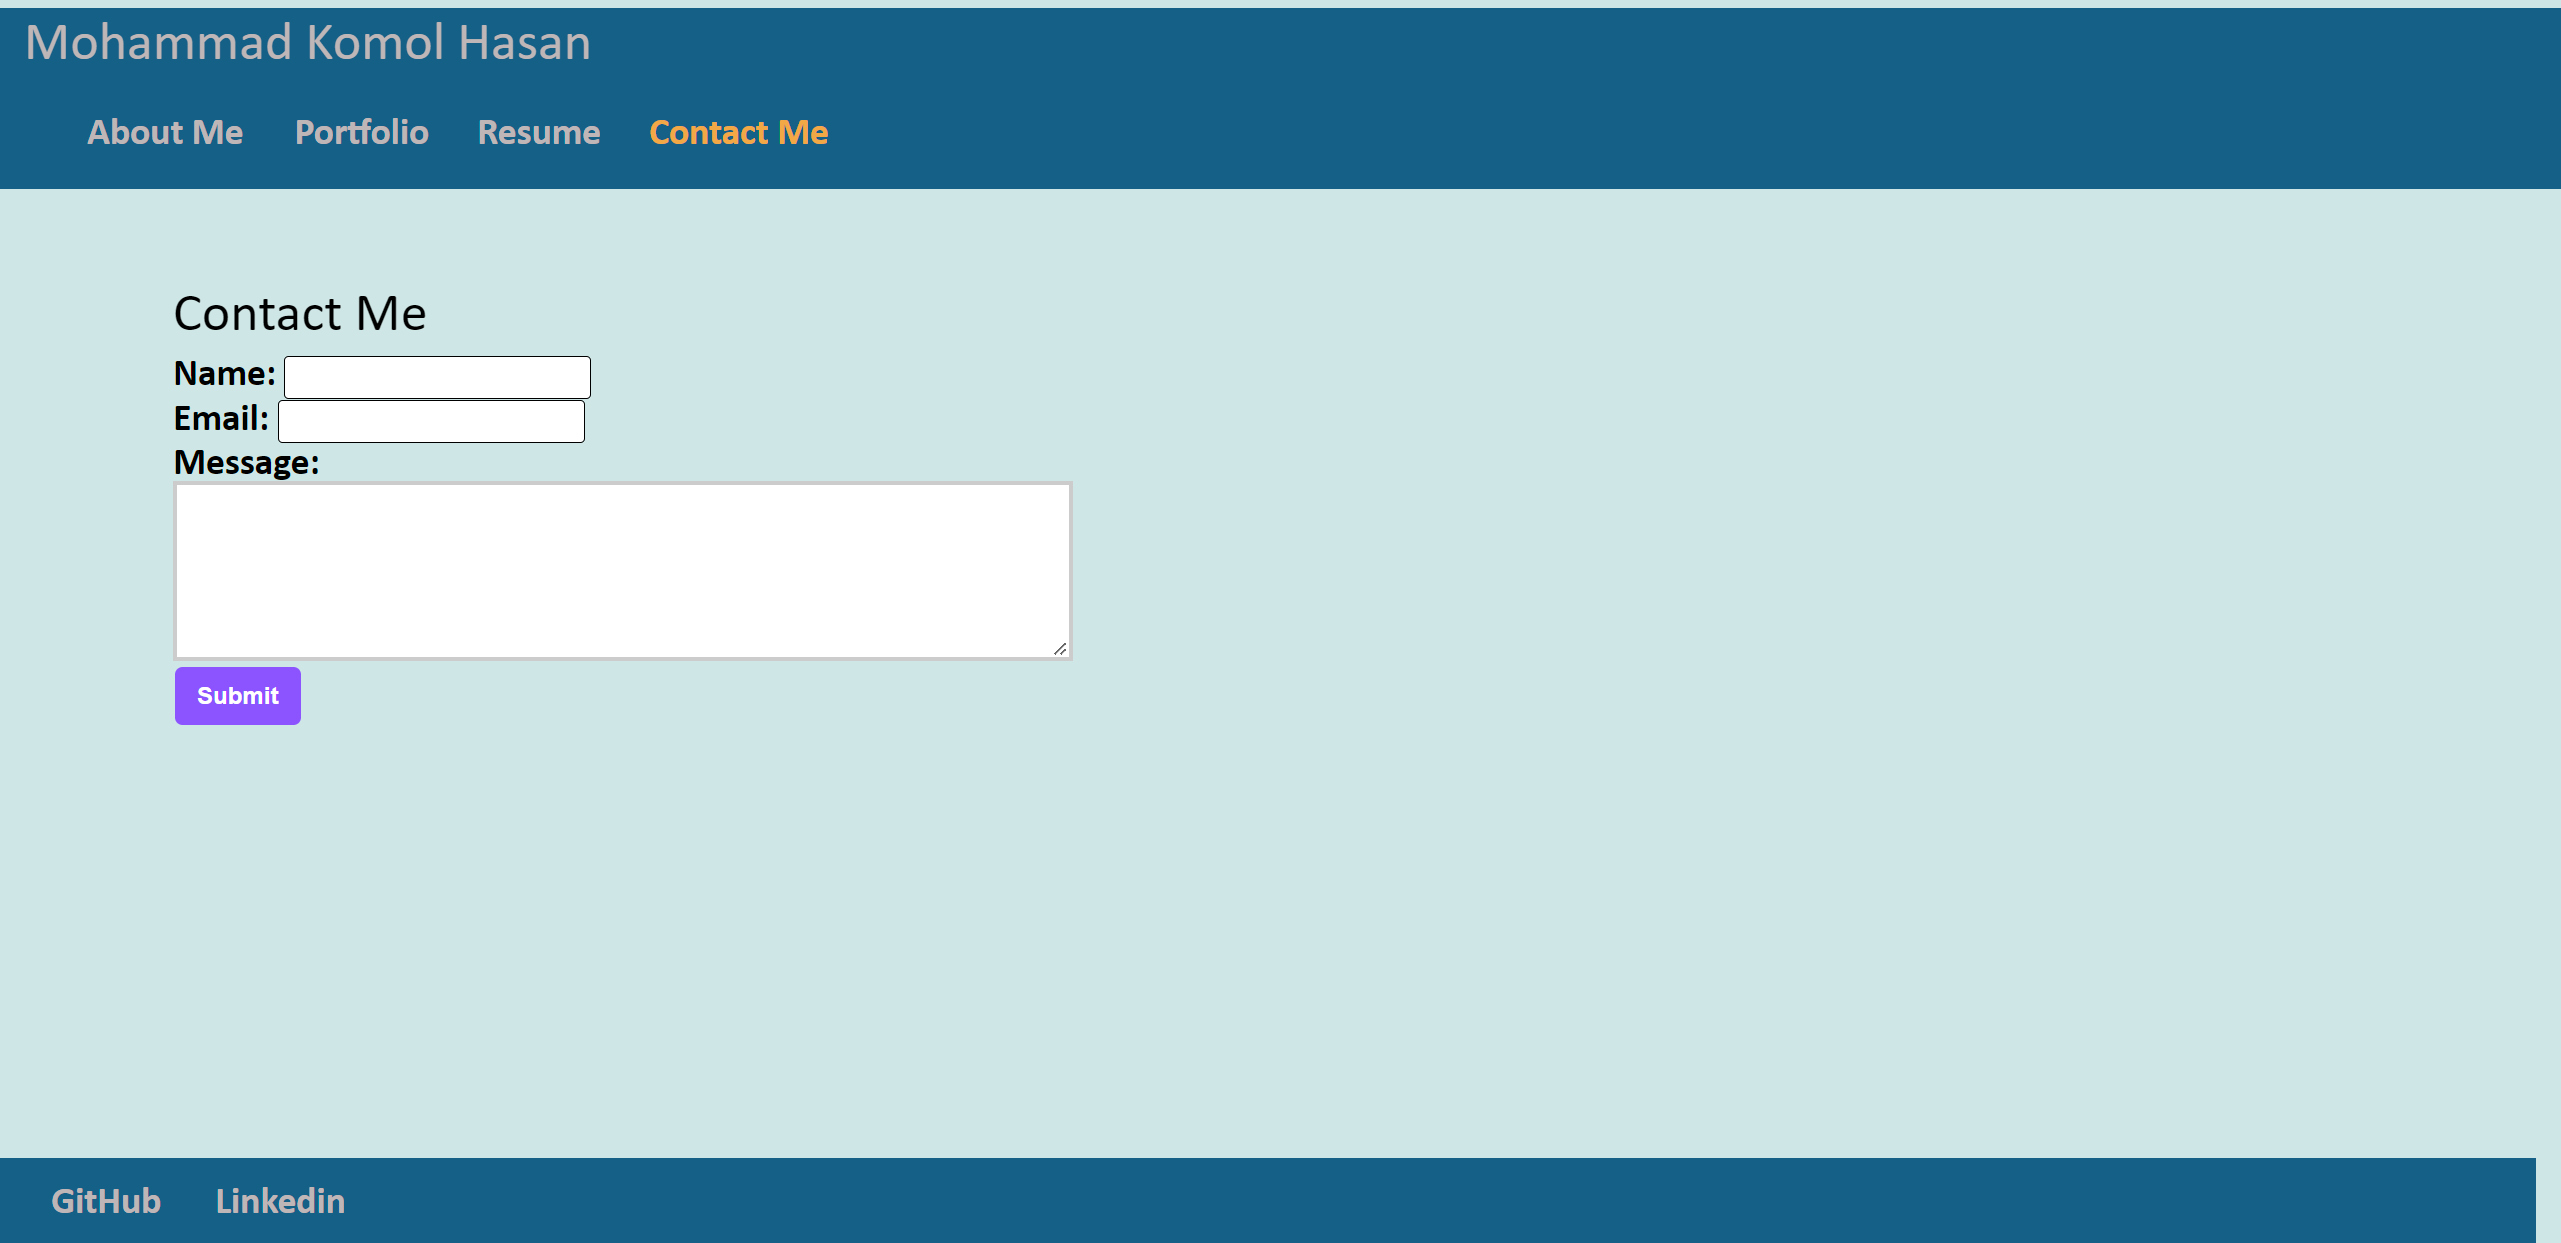 Mohammad Komol Hasan
About Me Portfolio Resume Contact Me
Contact Me
Name:
Email:
Message:
Submit
GitHub Linkedin